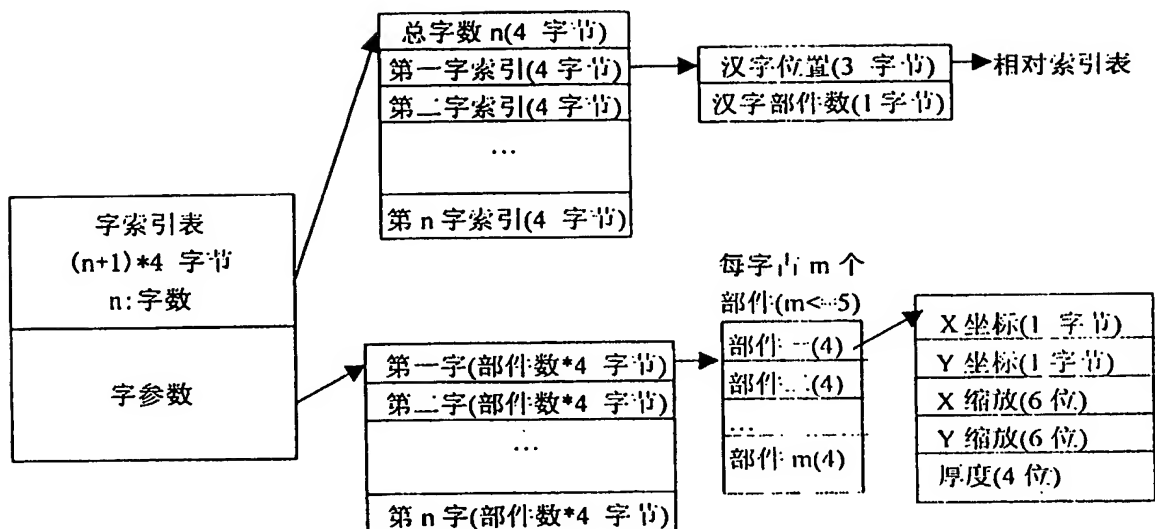 总字数 n(4 字节)
第一字索引(4 字节)
第二字索引(4 字节)
…
第 n 字索引(4 字节)
汉字位置(3 字节)
汉字部件数(1 字节)
相对索引表
字索引表
(n+1)*4 字节
n:字数
字参数
第一字(部件数*4 字节)
第二字(部件数*4 字节)
…
第 n 字(部件数*4 字节)
每字由 m 个
部件(m<=5)
部件一(4)
部件二(4)
…
部件 m(4)
X 坐标(1 字节)
Y 坐标(1 字节)
X 缩放(6 位)
Y 缩放(6 位)
厚度(4 位)